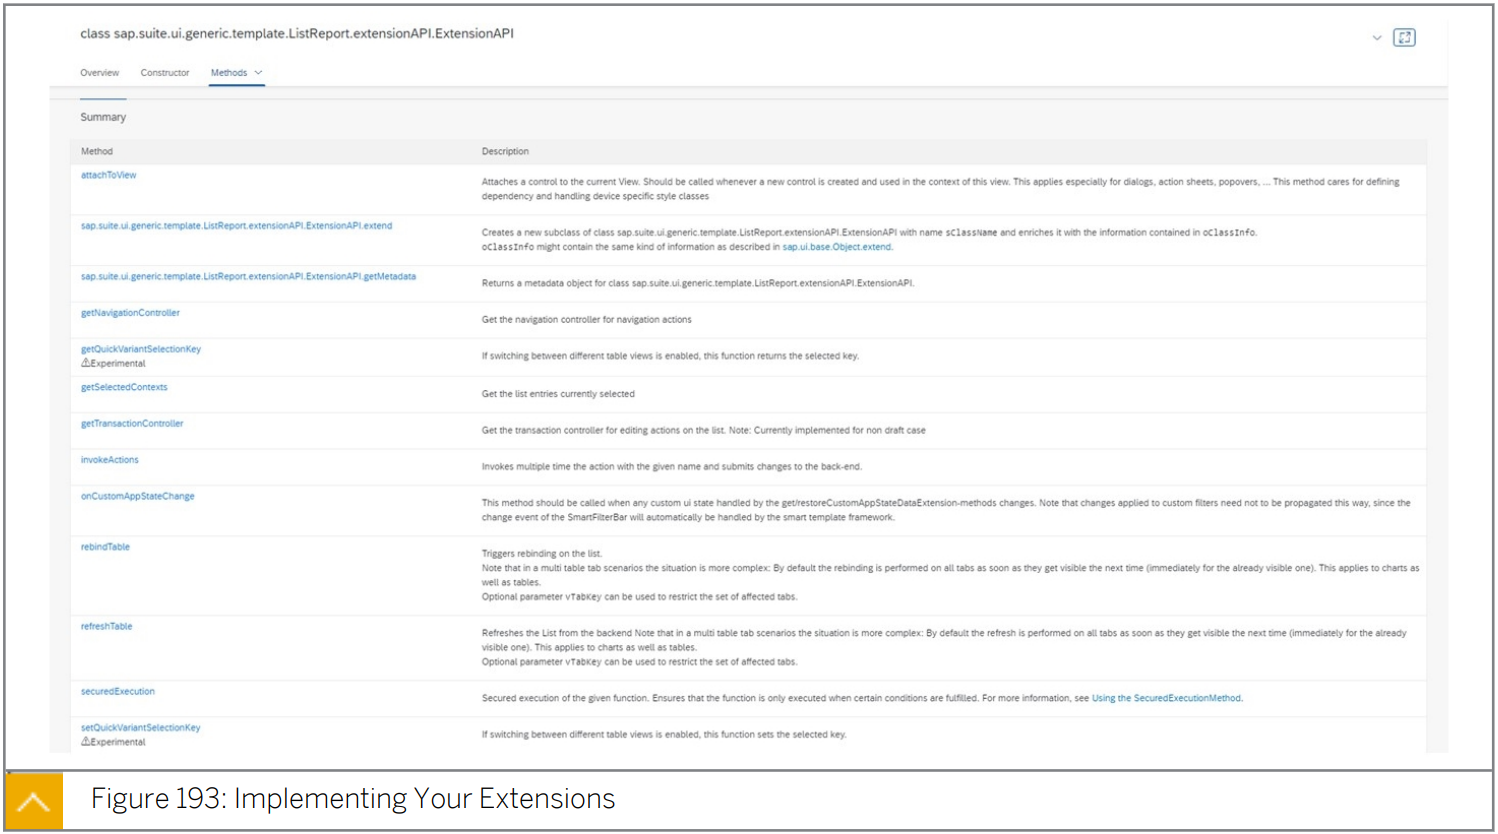 class sap.suite.ui.generic.template.ListReport.extensionAPI.ExtensionAPI
Overview Constructor Methods
Summary
Method Description
attachToView
Attaches a control to the current View. Should be called whenever a new control is created and used in the context of this view. This applies especially for dialogs, action sheets, popovers, ... This method cares for defining
dependency and handling device specific style classes
sap.suite.ui.generic.template.ListReport.extensionAPI.ExtensionAPI.extend
Creates a new subclass of class sap.suite.ui.generic.template.ListReport.extensionAPI.ExtensionAPI with name sClassName and enriches it with the information contained in oClassInfo.
oClassInfo might contain the same kind of information as described in sap.ui.base.Object.extend.
sap.suite.ui.generic.template.ListReport.extensionAPI.ExtensionAPI.getMetadata
Returns a metadata object for class sap.suite.ui.generic.template.ListReport.extensionAPI.ExtensionAPI.
getNavigationController
Get the navigation controller for navigation actions
getQuickVariantSelectionKey
⚠Experimental
If switching between different table views is enabled, this function returns the selected key.
getSelectedContexts
Get the list entries currently selected
getTransactionController
Get the transaction controller for editing actions on the list. Note: Currently implemented for non draft case
invokeActions
Invokes multiple time the action with the given name and submits changes to the back-end.
onCustomAppStateChange
This method should be called when any custom ui state handled by the get/restoreCustomAppStateDataExtension-methods changes. Note that changes applied to custom filters need not to be propagated this way, since the
change event of the SmartFilterBar will automatically be handled by the smart template framework.
rebindTable
Triggers rebinding on the list.
Note that in a multi table tab scenarios the situation is more complex: By default the rebinding is performed on all tabs as soon as they get visible the next time (immediately for the already visible one). This applies to charts as
well as tables.
Optional parameter vTabKey can be used to restrict the set of affected tabs.
refreshTable
Refreshes the List from the backend Note that in a multi table tab scenarios the situation is more complex: By default the refresh is performed on all tabs as soon as they get visible the next time (immediately for the already
visible one). This applies to charts as well as tables.
Optional parameter vTabKey can be used to restrict the set of affected tabs.
securedExecution
Secured execution of the given function. Ensures that the function is only executed when certain conditions are fulfilled. For more information, see Using the SecuredExecutionMethod.
setQuickVariantSelectionKey
⚠Experimental
If switching between different table views is enabled, this function sets the selected key.
Figure 193: Implementing Your Extensions